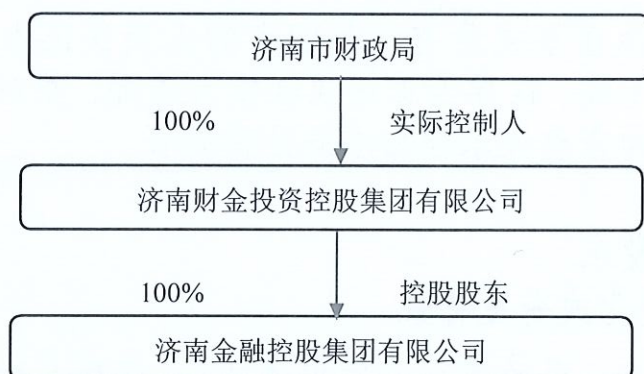 济南市财政局
100% 实际控制人
济南财金投资控股集团有限公司
100% 控股股东
济南金融控股集团有限公司